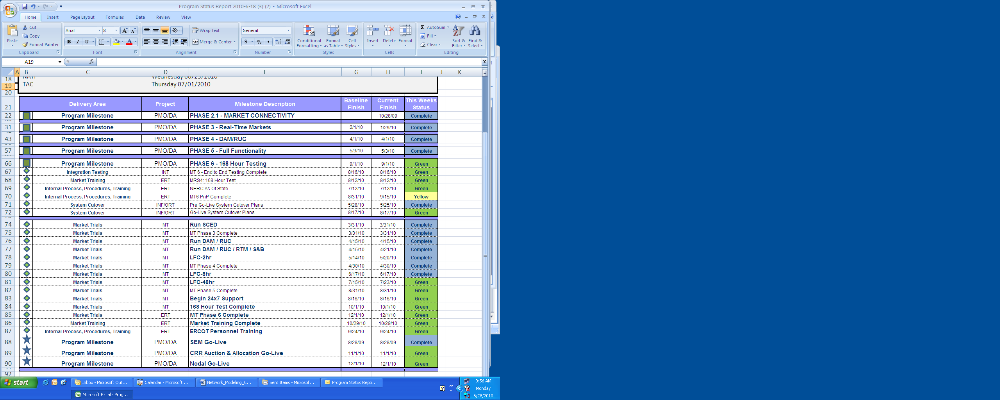 Program Status Report 2010-6-18 (3) (2) - Microsoft Excel
Home Insert Page Layout Formulas Data Review View
Paste
Cut
Copy
Format Painter
Clipboard
Arial 8
B I U
Font
Wrap Text
Merge & Center
Alignment
General
$ % ,
Number
Conditional Formatting
Format as Table
Cell Styles
Styles
Insert Delete Format
Cells
Σ AutoSum
Fill
Clear
Sort & Filter
Find & Select
Editing
A19 fx
A B C D E G H I J K
18 Wednesday 06/23/2010
19 TAC Thursday 07/01/2010
20
21 Delivery Area Project Milestone Description Baseline Finish Current Finish This Weeks Status
22 Program Milestone PMO/DA PHASE 2.1 - MARKET CONNECTIVITY 10/28/09 Complete
31 Program Milestone PMO/DA PHASE 3 - Real-Time Markets 2/1/10 1/29/10 Complete
43 Program Milestone PMO/DA PHASE 4 - DAM/RUC 4/1/10 4/1/10 Complete
57 Program Milestone PMO/DA PHASE 5 - Full Functionality 5/3/10 5/3/10 Complete
66 Program Milestone PMO/DA PHASE 6 - 168 Hour Testing 9/1/10 9/1/10 Green
67 Integration Testing INT MT 6 - End to End Testing Complete 8/16/10 8/16/10 Green
68 Market Training ERT MRS4: 168 Hour Test 8/12/10 8/12/10 Green
69 Internal Process, Procedures, Training ERT NERC As Of State 7/12/10 7/12/10 Green
70 Internal Process, Procedures, Training ERT MT6 PnP Complete 8/31/10 9/15/10 Yellow
71 System Cutover INF/ORT Pre Go-Live System Cutover Plans 5/28/10 5/25/10 Complete
72 System Cutover INF/ORT Go-Live System Cutover Plans 8/17/10 8/17/10 Green
74 Market Trials MT Run SCED 3/31/10 3/31/10 Complete
75 Market Trials MT MT Phase 3 Complete 3/31/10 3/31/10 Complete
76 Market Trials MT Run DAM / RUC 4/15/10 4/15/10 Complete
77 Market Trials MT Run DAM / RUC / RTM / S&B 4/15/10 4/21/10 Complete
78 Market Trials MT LFC-2hr 5/14/10 5/20/10 Complete
79 Market Trials MT MT Phase 4 Complete 4/30/10 4/30/10 Complete
80 Market Trials MT LFC-8hr 6/17/10 6/17/10 Complete
81 Market Trials MT LFC-48hr 7/15/10 7/23/10 Green
82 Market Trials MT MT Phase 5 Complete 8/31/10 8/31/10 Green
83 Market Trials MT Begin 24x7 Support 8/16/10 8/16/10 Green
84 Market Trials MT 168 Hour Test Complete 10/1/10 10/1/10 Green
85 Market Trials ERT MT Phase 6 Complete 12/1/10 12/1/10 Green
86 Market Training ERT Market Training Complete 10/29/10 10/29/10 Green
87 Internal Process, Procedures, Training ERT ERCOT Personnel Training 9/24/10 9/24/10 Green
88 Program Milestone PMO/DA SEM Go-Live 8/28/09 8/28/09 Complete
89 Program Milestone PMO/DA CRR Auction & Allocation Go-Live 11/1/10 11/1/10 Green
90 Program Milestone PMO/DA Nodal Go-Live 12/1/10 12/1/10 Green
92
start Inbox - Microsoft Out... Calendar - Microsoft ... Network_Modeling_C... Sent Items - Microsof... Program Status Repo... 9:56 AM
Monday
Microsoft Excel - Prog... 6/28/2010